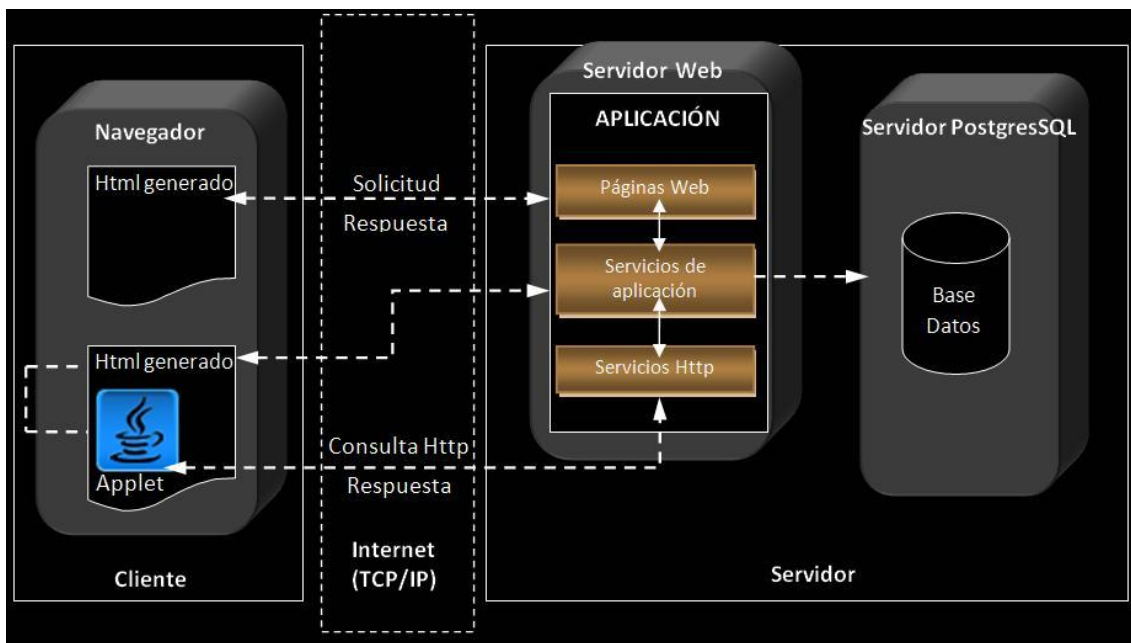 Navegador
Html generado
Html generado
Applet
Cliente
Solicitud
Respuesta
Consulta Http
Respuesta
Internet
(TCP/IP)
Servidor Web
APLICACIÓN
Páginas Web
Servicios de
aplicación
Servicios Http
Servidor PostgresSQL
Base
Datos
Servidor